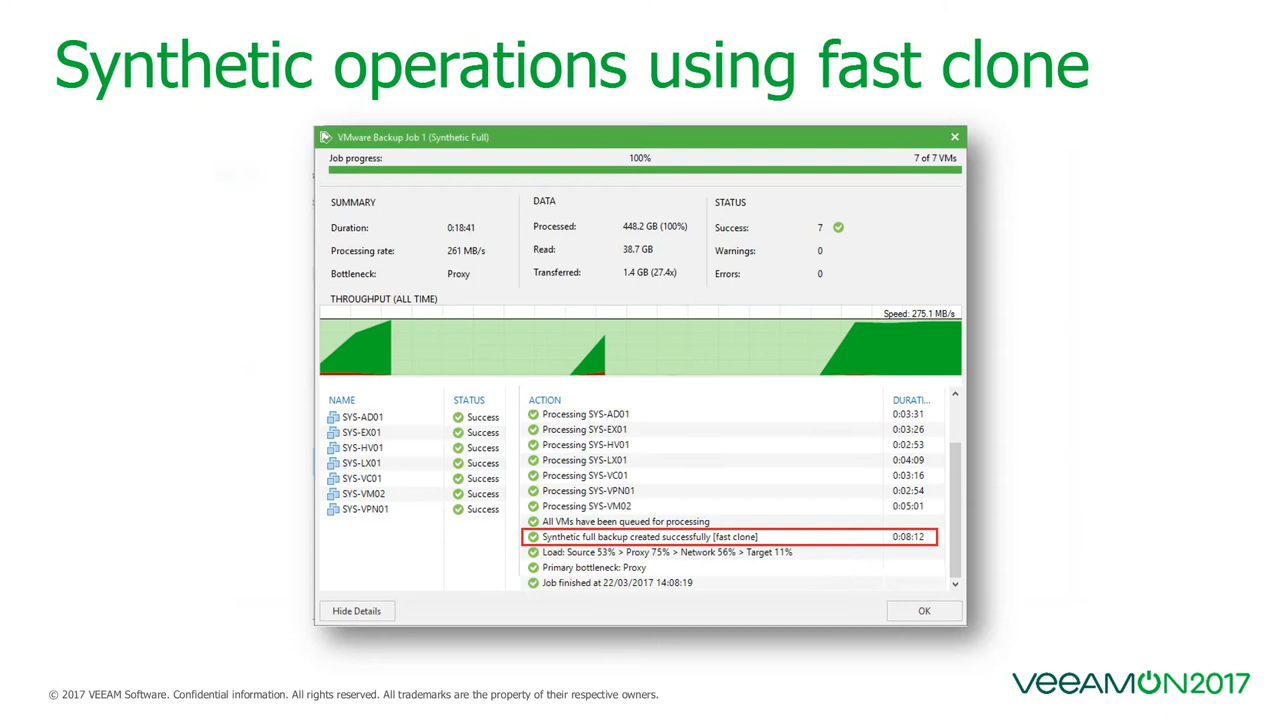 Synthetic operations using fast clone
VMware Backup Job 1 (Synthetic Full)
Job progress: 100% 7 of 7 VMs
SUMMARY
Duration: 0:18:41
Processing rate: 261 MB/s
Bottleneck: Proxy
DATA
Processed: 448.2 GB (100%)
Read: 38.7 GB
Transferred: 1.4 GB (27.4x)
STATUS
Success: 7
Warnings: 0
Errors: 0
THROUGHPUT (ALL TIME)
Speed: 275.1 MB/s
NAME STATUS
SYS-AD01 Success
SYS-EX01 Success
SYS-HV01 Success
SYS-LX01 Success
SYS-VC01 Success
SYS-VM02 Success
SYS-VPN01 Success
ACTION DURATI...
Processing SYS-AD01 0:03:31
Processing SYS-EX01 0:03:26
Processing SYS-HV01 0:02:53
Processing SYS-LX01 0:04:09
Processing SYS-VC01 0:03:16
Processing SYS-VPN01 0:02:54
Processing SYS-VM02 0:05:01
All VMs have been queued for processing
Synthetic full backup created successfully [fast clone] 0:08:12
Load: Source 53% > Proxy 75% > Network 56% > Target 11%
Primary bottleneck: Proxy
Job finished at 22/03/2017 14:08:19
Hide Details OK
© 2017 VEEAM Software. Confidential information. All rights reserved. All trademarks are the property of their respective owners.
VEEAMON2017